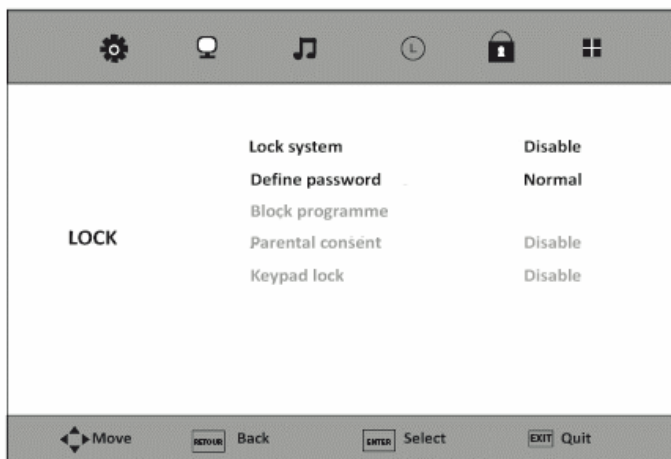 L
Lock system Disable
Define password Normal
Block programme
LOCK
Parental consent Disable
Keypad lock Disable
Move RETOUR Back ENTER Select EXIT Quit